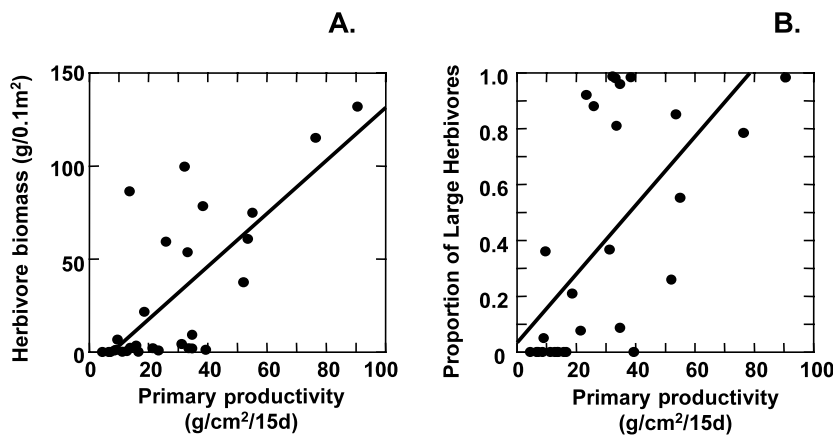 A.
Herbivore biomass (g/0.1m²)
150
100
50
0
0 20 40 60 80 100
Primary productivity
(g/cm²/15d)
B.
Proportion of Large Herbivores
1.0
0.8
0.6
0.4
0.2
0
0 20 40 60 80 100
Primary productivity
(g/cm²/15d)